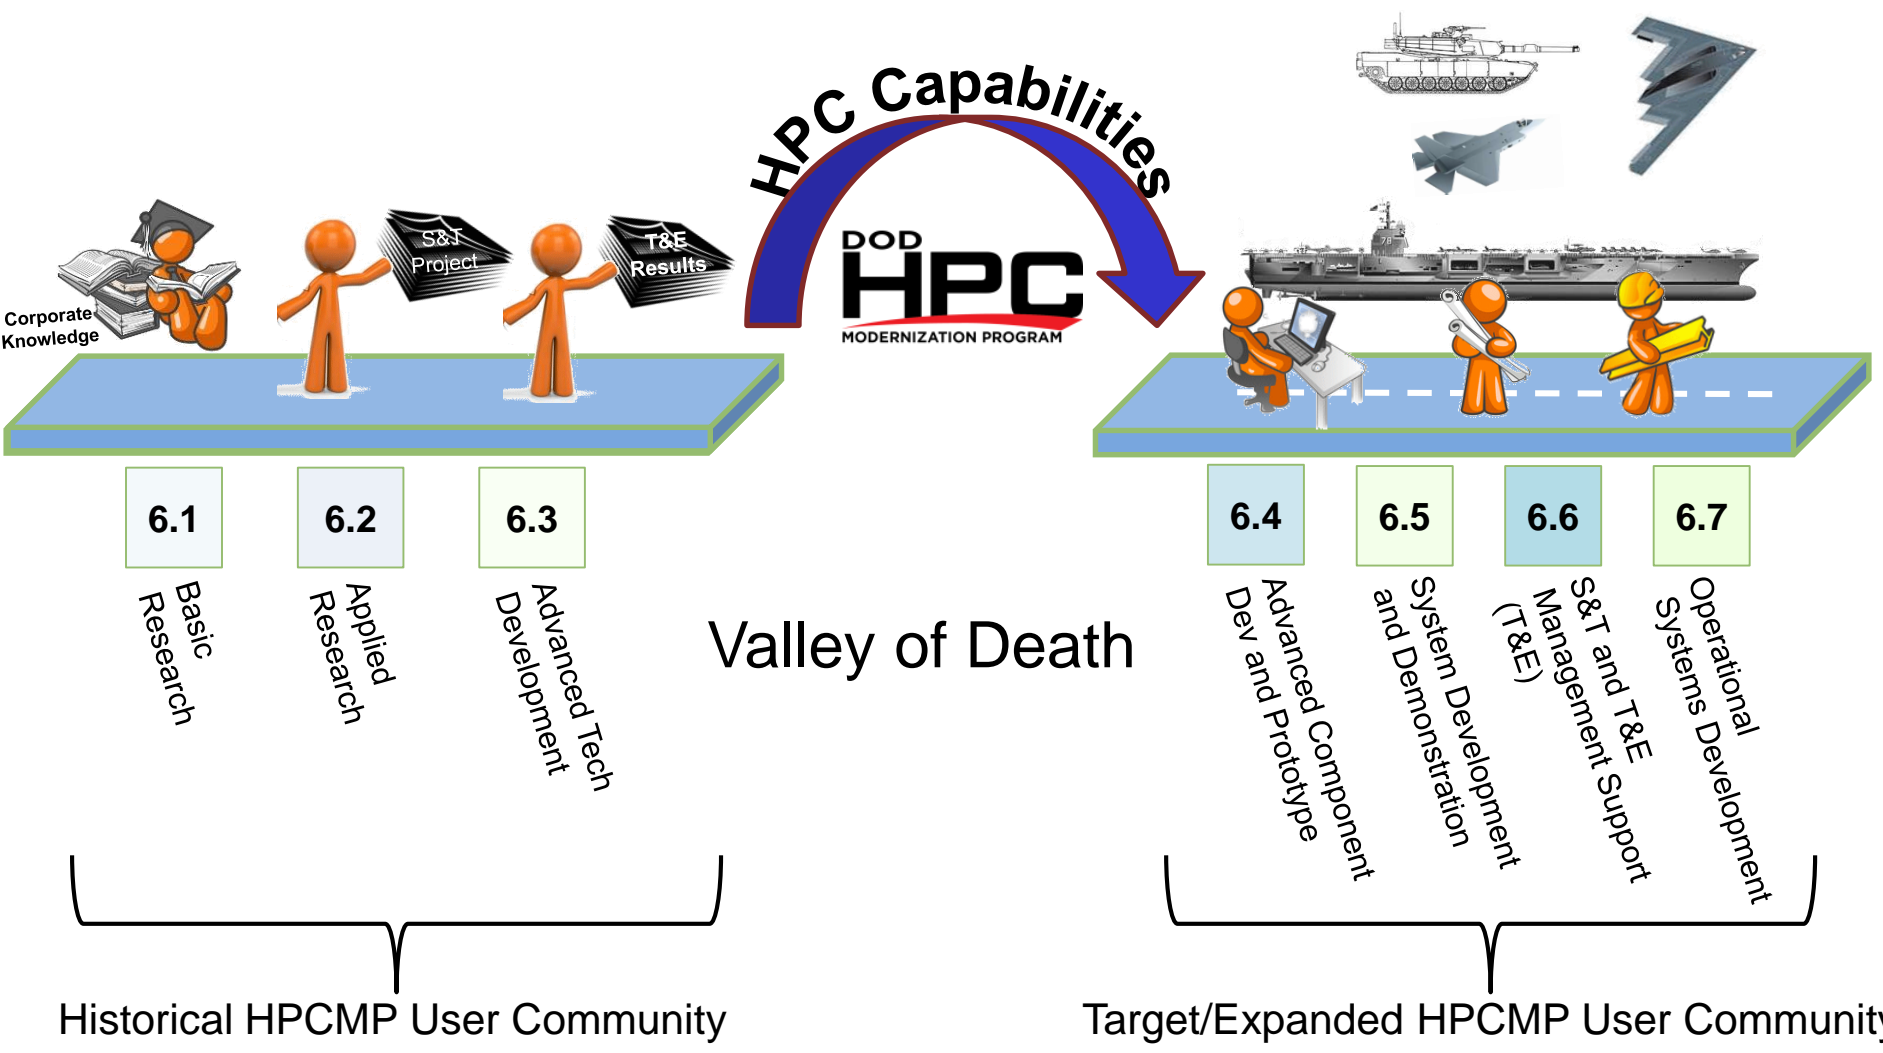 HPC Capabilities
S&T
Project
T&E
Results
Corporate
Knowledge
DOD
HPC
MODERNIZATION PROGRAM
78
6.1
6.2
6.3
6.4
6.5
6.6
6.7
Basic
Research
Applied
Research
Advanced Tech
Development
Valley of Death
Advanced Component
Dev and Prototype
System Development
and Demonstration
S&T and T&E
Management Support
(T&E)
Operational
Systems Development
Historical HPCMP User Community
Target/Expanded HPCMP User Community